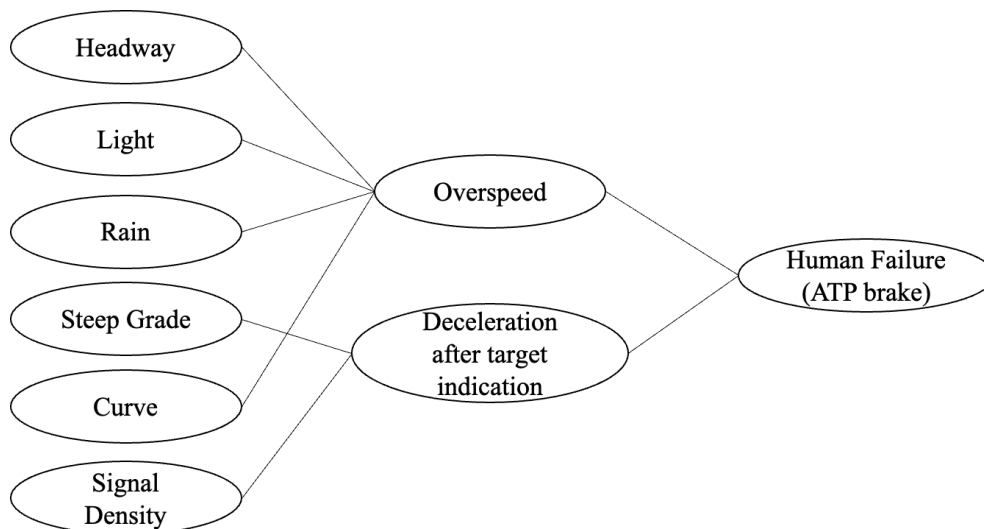 Headway
Light
Rain
Steep Grade
Curve
Signal
Density
Overspeed
Deceleration
after target
indication
Human Failure
(ATP brake)